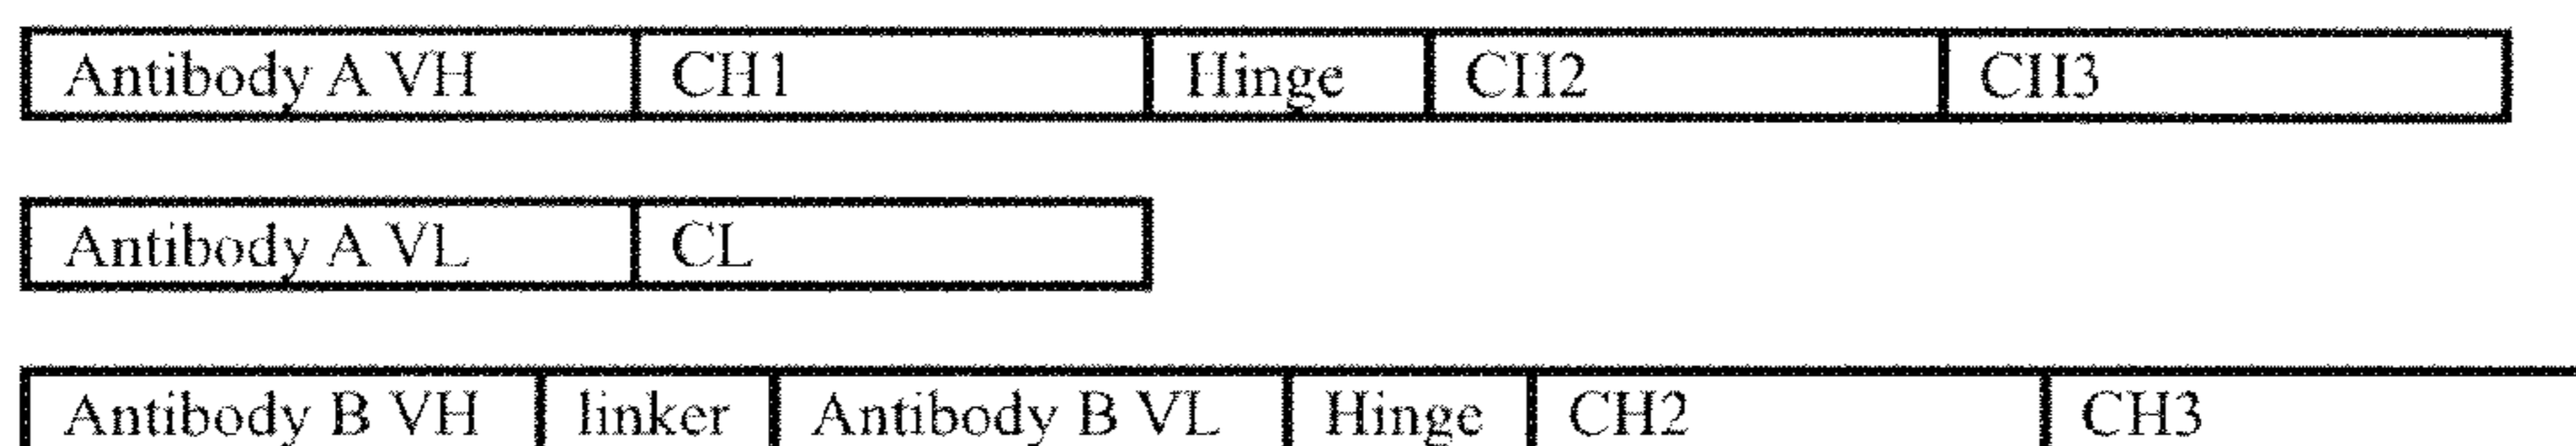 Antibody A VH CH1 Hinge CH2 CH3
Antibody A VL CL
Antibody B VH linker Antibody B VL Hinge CH2 CH3